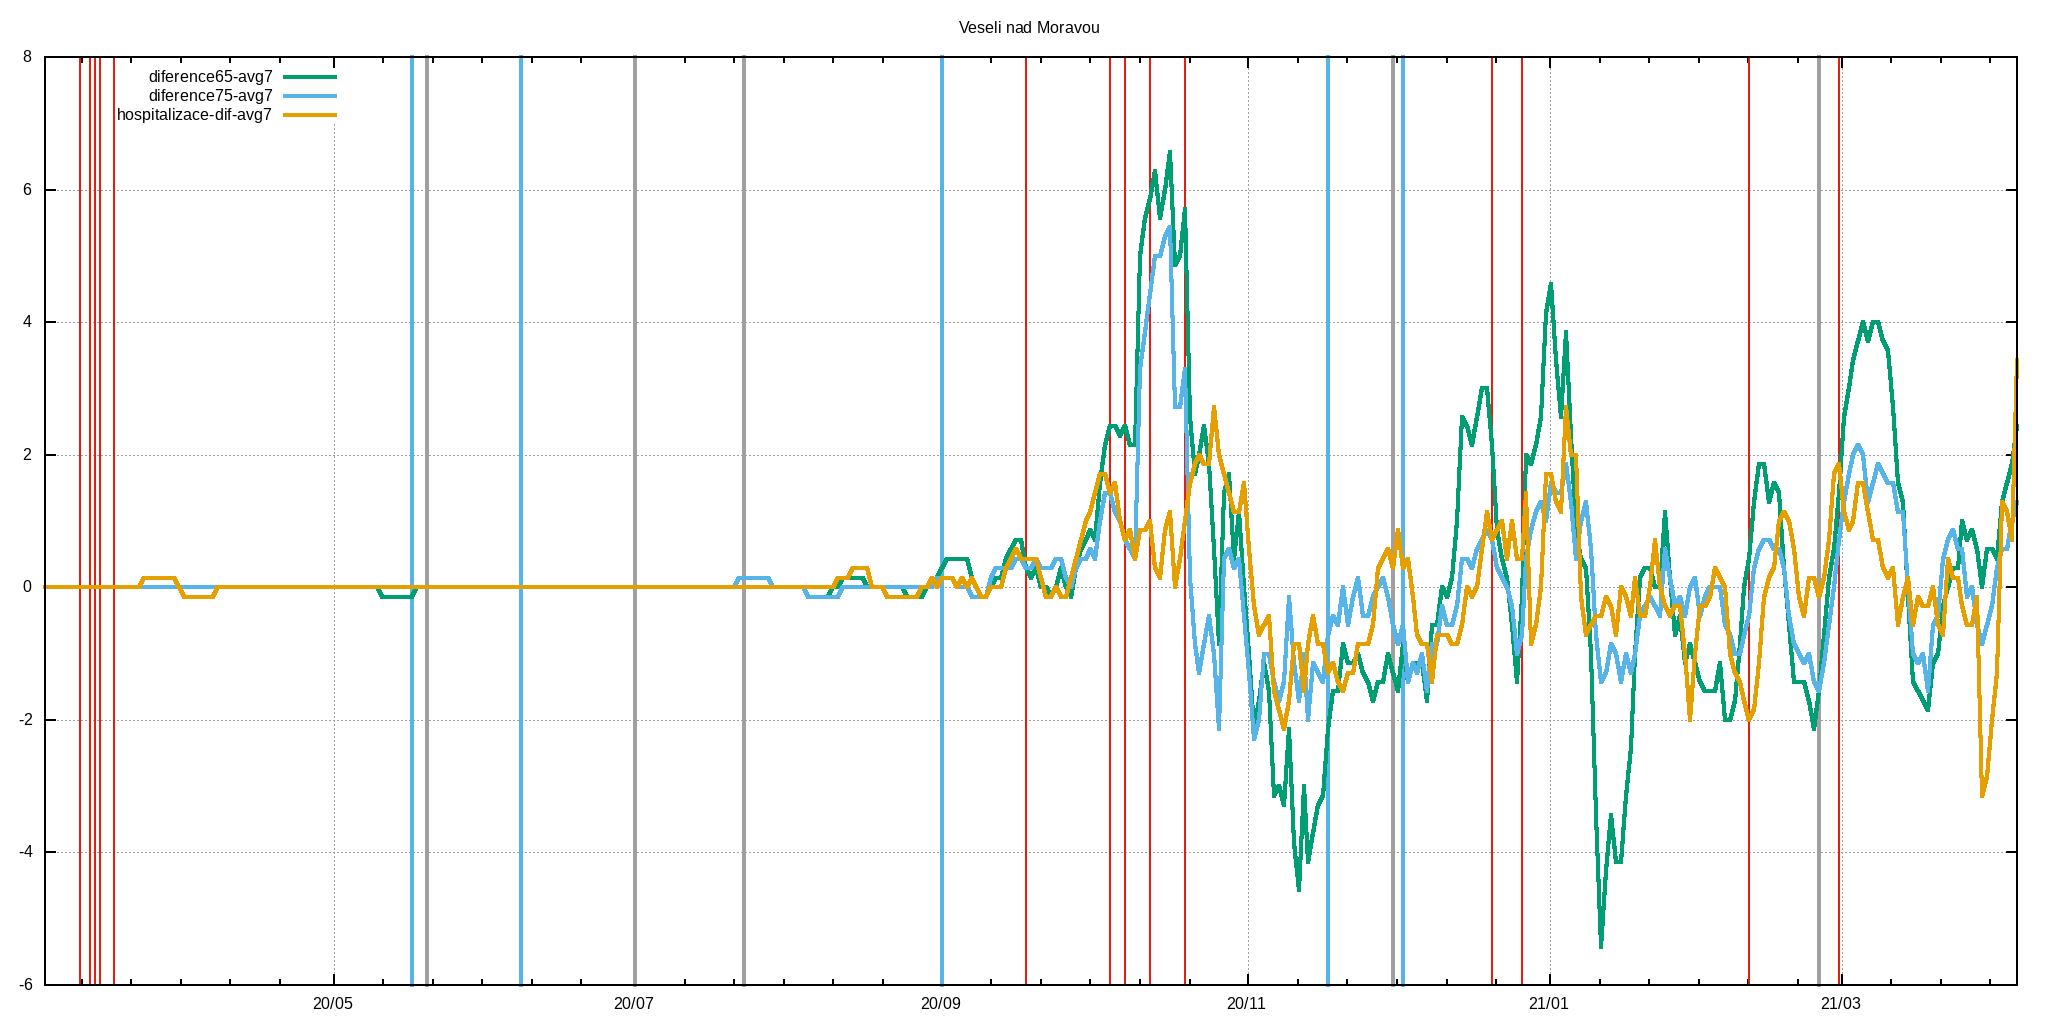 Veseli nad Moravou
diference65-avg7
diference75-avg7
hospitalizace-dif-avg7
8
6
4
2
0
-2
-4
-6
20/05 20/07 20/09 20/11 21/01 21/03